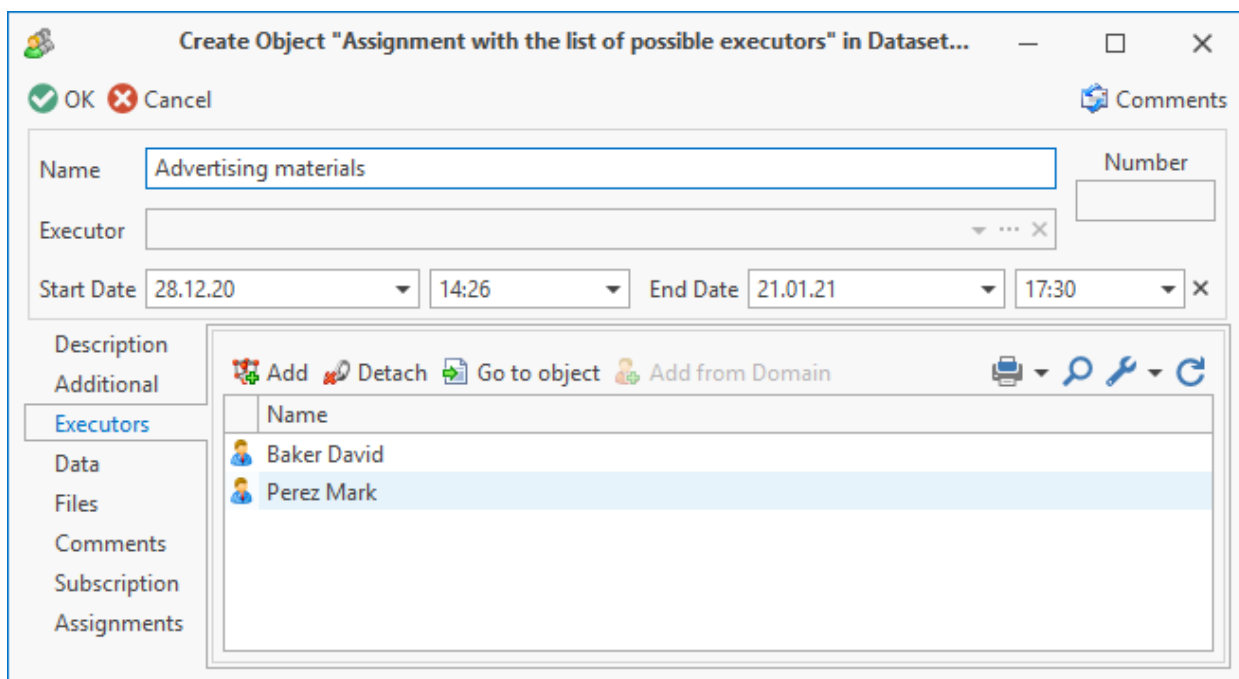 Create Object "Assignment with the list of possible executors" in Dataset...
OK Cancel Comments
Name Advertising materials Number
Executor
Start Date 28.12.20 14:26 End Date 21.01.21 17:30
Description
Additional
Executors
Data
Files
Comments
Subscription
Assignments
Add Detach Go to object Add from Domain
Name
Baker David
Perez Mark